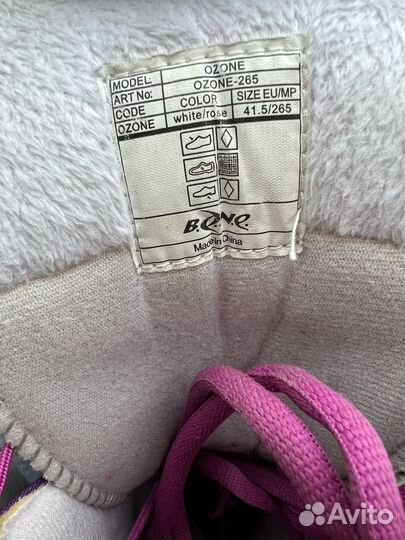 MODEL: OZONE
ART No: OZONE-265
CODE COLOR SIZE EU/MP
OZONE white/rose 41.5/265
B.O.N.O.
Made in China
Avito